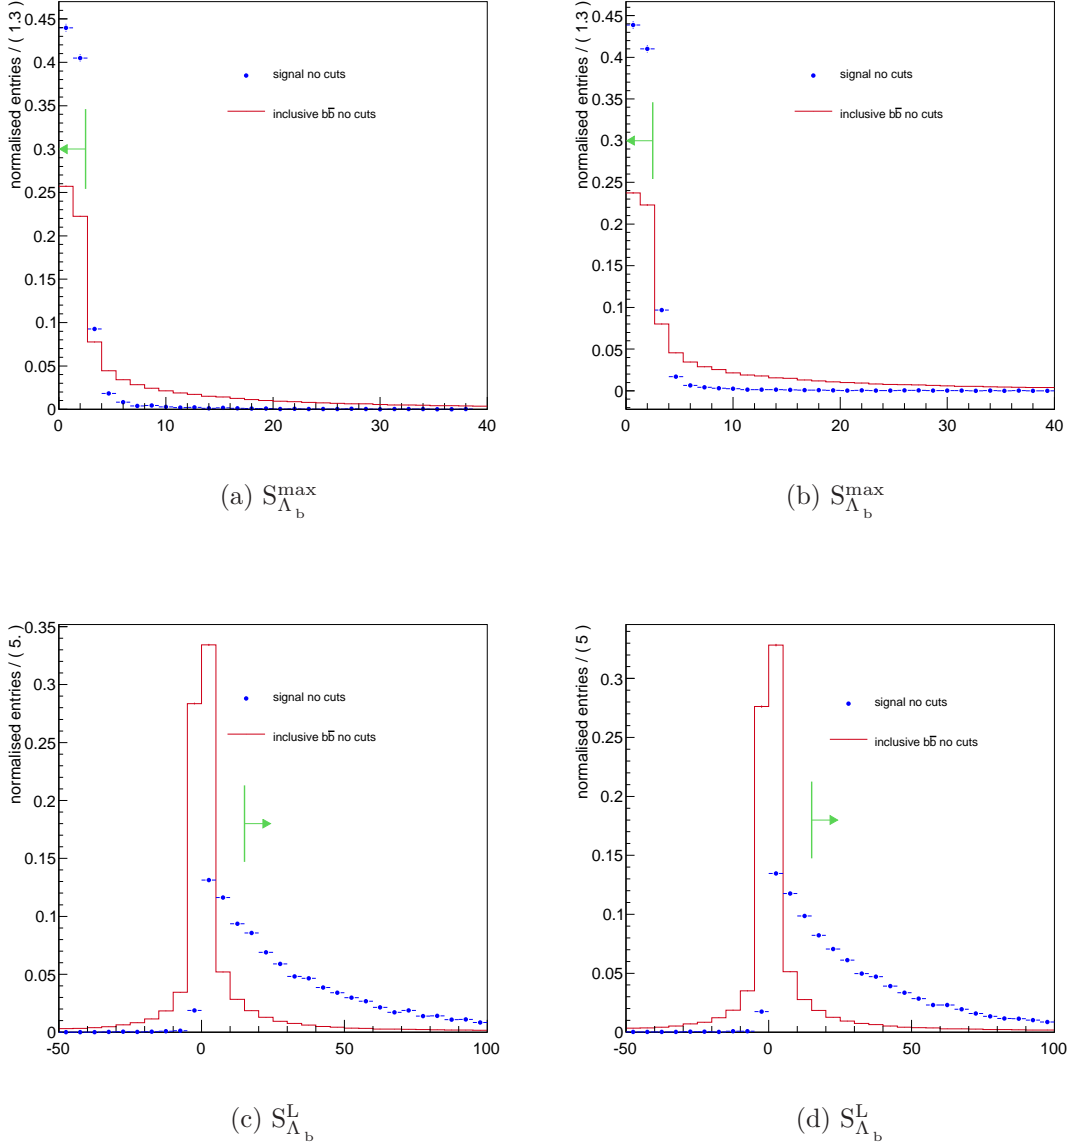 normalised entries / ( 1.3 )
0.45
0.4
0.35
0.3
0.25
0.2
0.15
0.1
0.05
0
0 10 20 30 40
signal no cuts
inclusive bb̅ no cuts
(a) S^max_Λ_b
normalised entries / ( 1.3 )
0.45
0.4
0.35
0.3
0.25
0.2
0.15
0.1
0.05
0
0 10 20 30 40
signal no cuts
inclusive bb̅ no cuts
(b) S^max_Λ_b
normalised entries / ( 5. )
0.35
0.3
0.25
0.2
0.15
0.1
0.05
0
-50 0 50 100
signal no cuts
inclusive bb̅ no cuts
(c) S^L_Λ_b
normalised entries / ( 5 )
0.3
0.25
0.2
0.15
0.1
0.05
0
-50 0 50 100
signal no cuts
inclusive bb̅ no cuts
(d) S^L_Λ_b